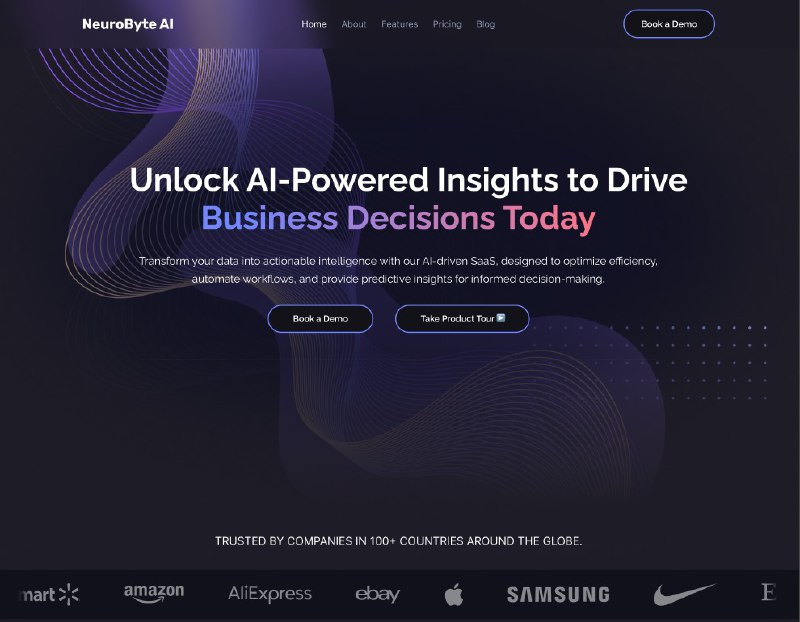 NeuroByte AI
Home About Features Pricing Blog
Book a Demo
Unlock AI-Powered Insights to Drive
Business Decisions Today
Transform your data into actionable intelligence with our AI-driven SaaS, designed to optimize efficiency,
automate workflows, and provide predictive insights for informed decision-making.
Book a Demo
Take Product Tour
TRUSTED BY COMPANIES IN 100+ COUNTRIES AROUND THE GLOBE.
mart amazon AliExpress ebay SAMSUNG E